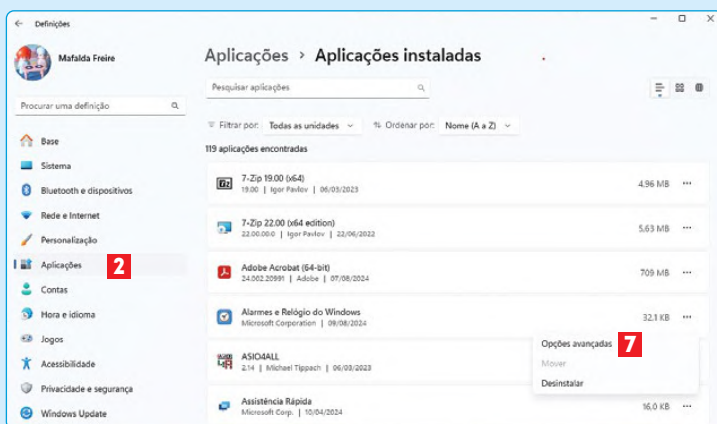 Definições
Mafalda Freire
Procurar uma definição
Base
Sistema
Bluetooth e dispositivos
Rede e Internet
Personalização
Aplicações 2
Contas
Hora e idioma
Jogos
Acessibilidade
Privacidade e segurança
Windows Update
Aplicações > Aplicações instaladas
Pesquisar aplicações
Filtrar por: Todas as unidades Ordenar por: Nome (A a Z)
119 aplicações encontradas
7-Zip 19.00 (x64)
19.00 | Igor Pavlov | 06/03/2023
4,96 MB
7-Zip 22.00 (x64 edition)
22.00.00.0 | Igor Pavlov | 22/06/2022
5,63 MB
Adobe Acrobat (64-bit)
24.002.20991 | Adobe | 07/08/2024
709 MB
Alarmes e Relógio do Windows
Microsoft Corporation | 09/08/2024
32,1 KB
Opções avançadas 7
Mover
Desinstalar
ASIO4ALL
2.14 | Michael Tippach | 06/03/2023
Assistência Rápida
Microsoft Corp. | 10/04/2024
16,0 KB